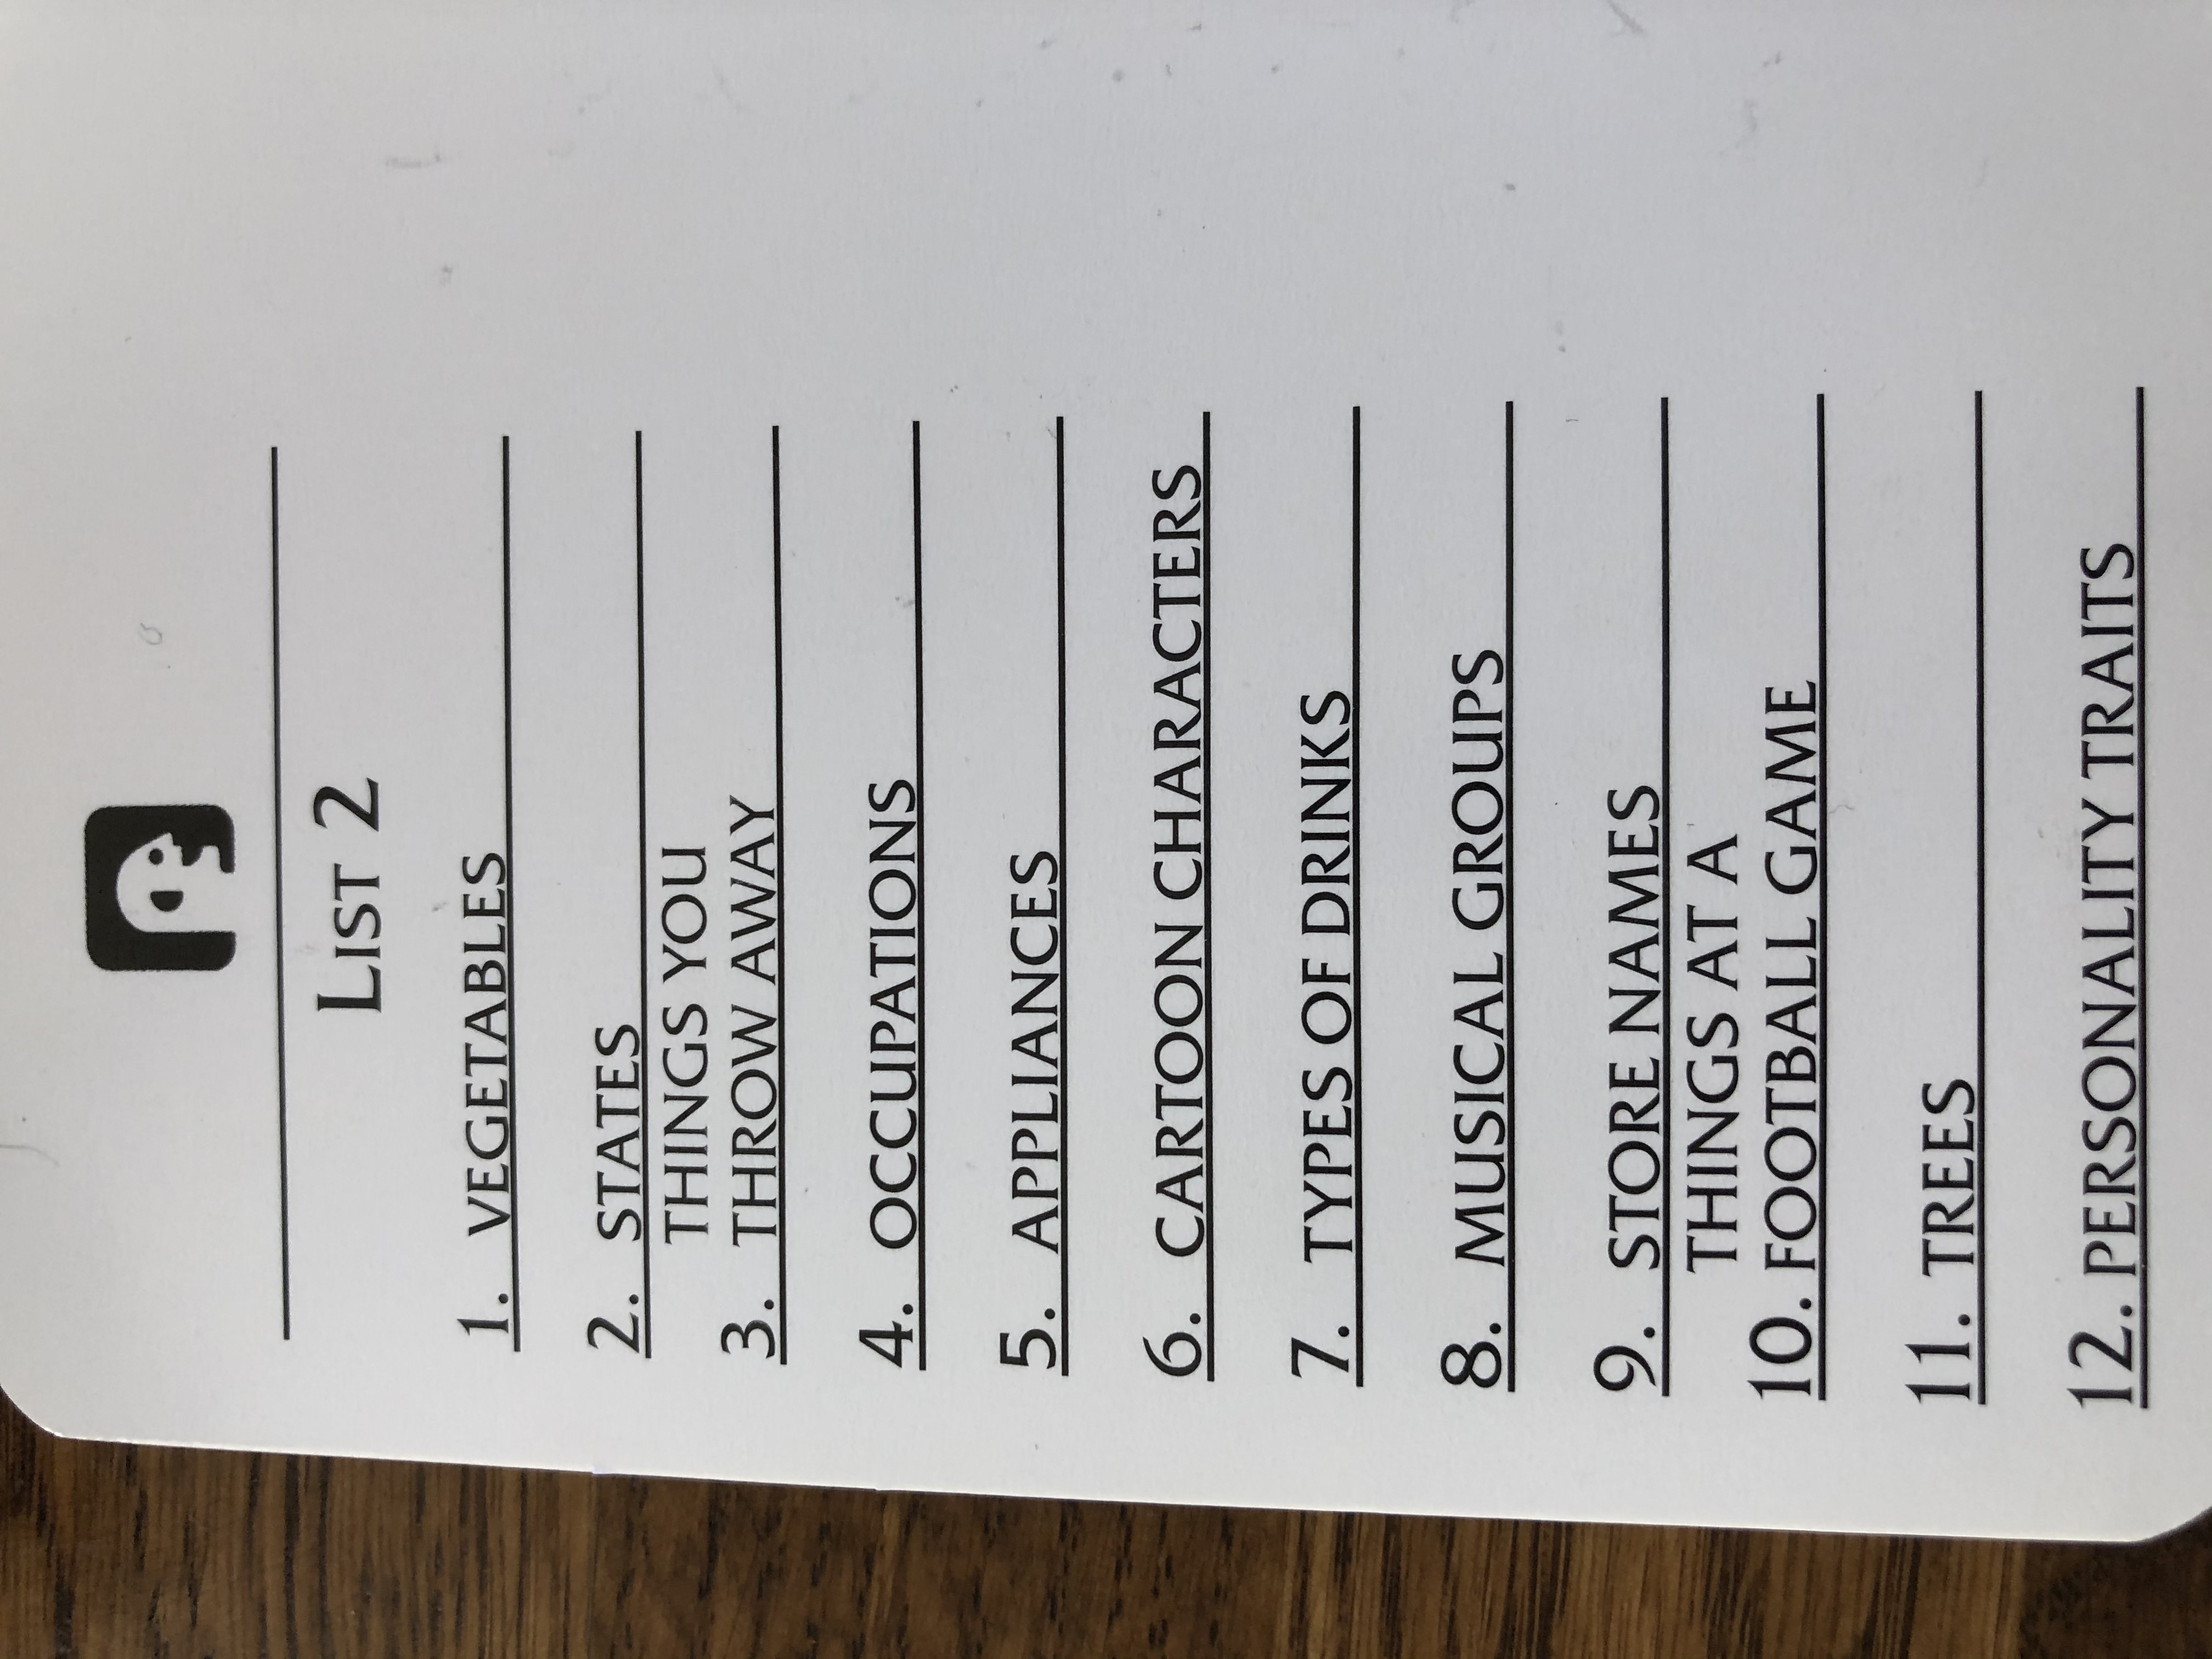 LIST 2
1. VEGETABLES
2. STATES
THINGS YOU
3. THROW AWAY
4. OCCUPATIONS
5. APPLIANCES
6. CARTOON CHARACTERS
7. TYPES OF DRINKS
8. MUSICAL GROUPS
9. STORE NAMES
THINGS AT A
10. FOOTBALL GAME
11. TREES
12. PERSONALITY TRAITS